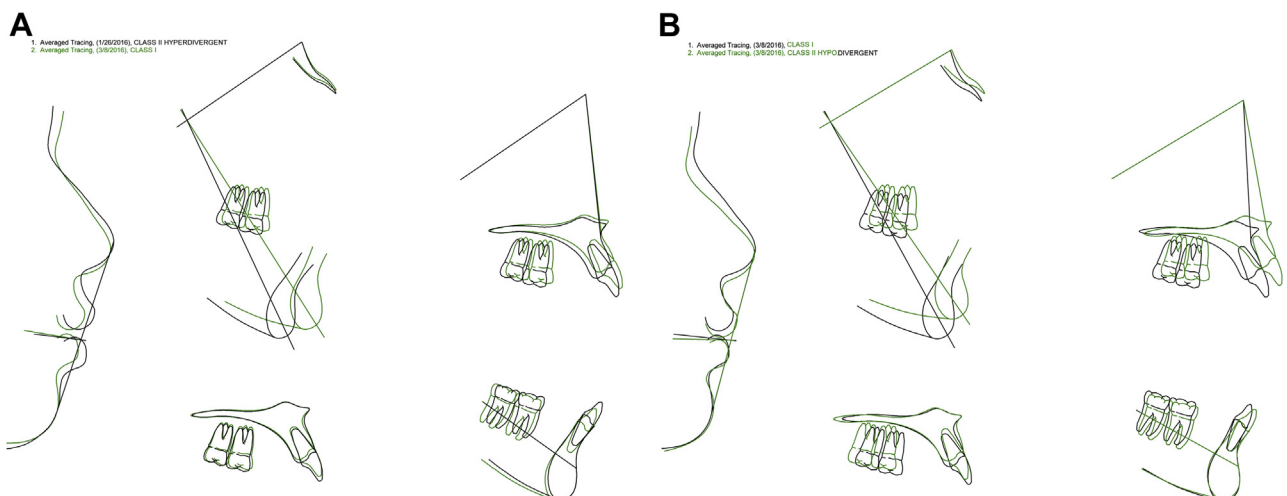 A
1. Averaged Tracing, (1/26/2016), CLASS II HYPERDIVERGENT
2. Averaged Tracing, (3/8/2016), CLASS I
B
1. Averaged Tracing, (3/8/2016), CLASS I
2. Averaged Tracing, (3/8/2016), CLASS II HYPODIVERGENT